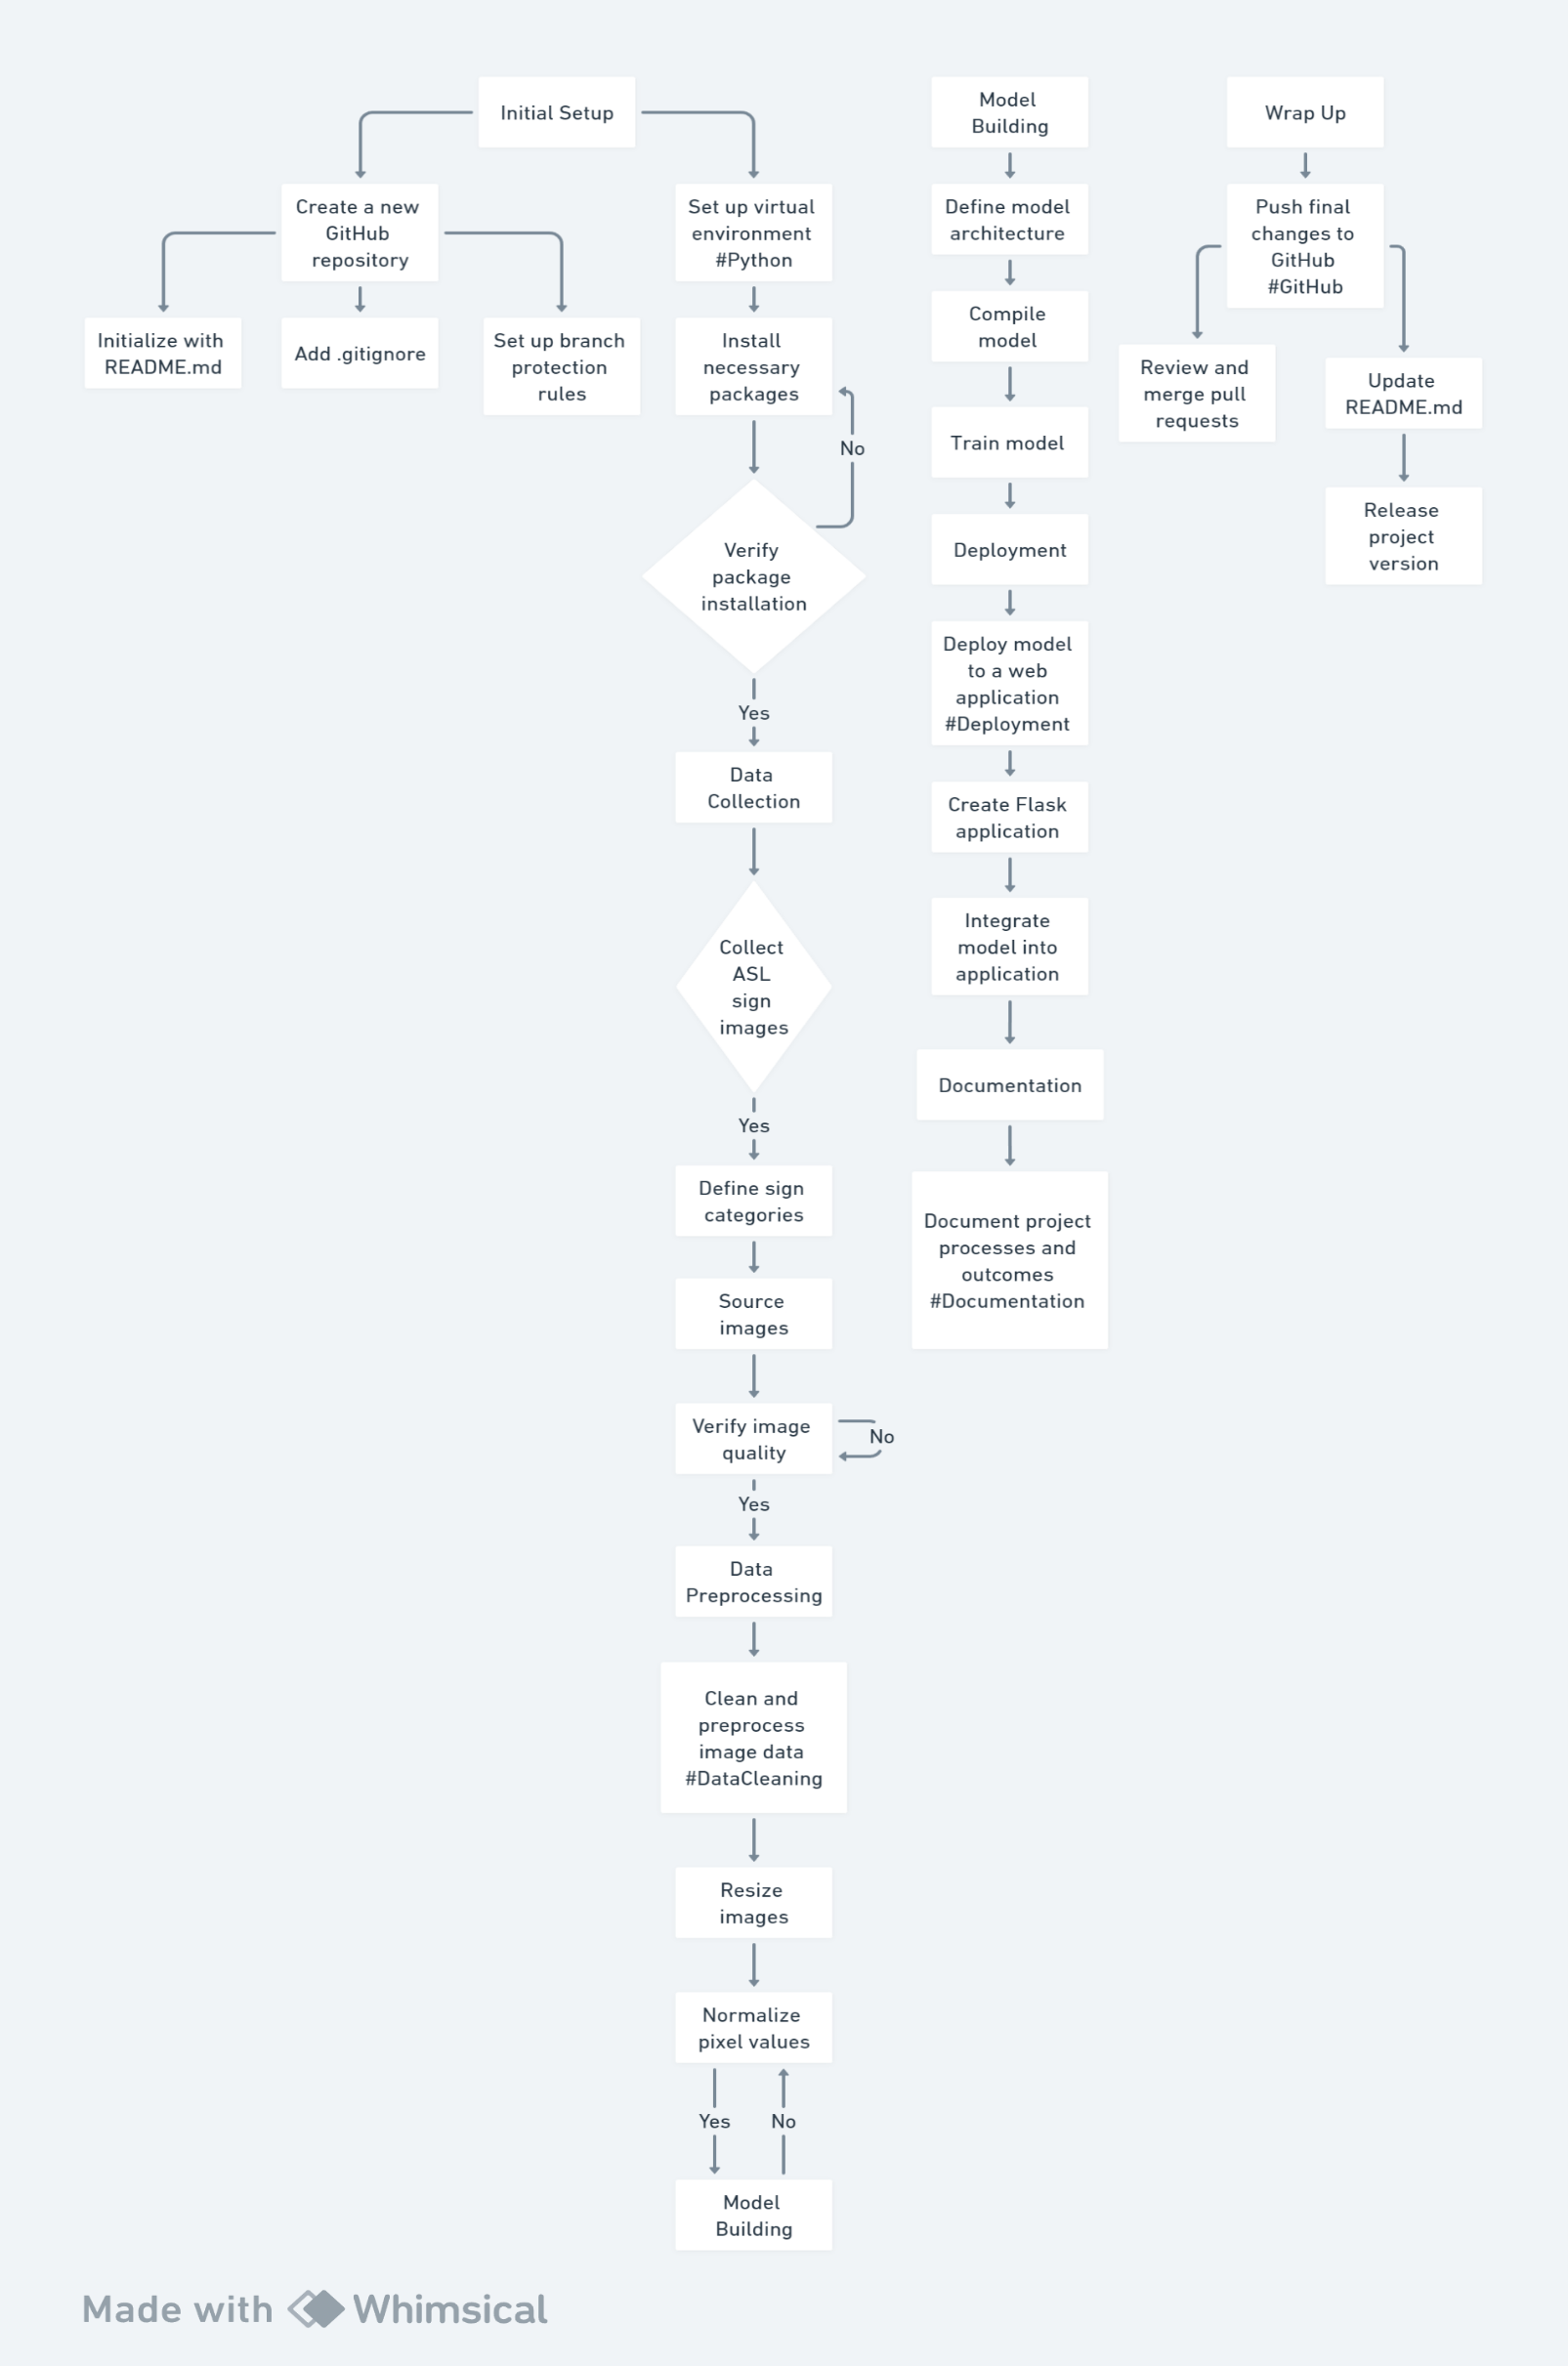 Initial Setup
Create a new
GitHub
repository
Initialize with
README.md
Add .gitignore
Set up branch
protection
rules
Set up virtual
environment
#Python
Install
necessary
packages
No
Verify
package
installation
Yes
Data
Collection
Collect
ASL
sign
images
Yes
Define sign
categories
Source
images
Verify image
quality
No
Yes
Data
Preprocessing
Clean and
preprocess
image data
#DataCleaning
Resize
images
Normalize
pixel values
Yes
No
Model
Building
Model
Building
Define model
architecture
Compile
model
Train model
Deployment
Deploy model
to a web
application
#Deployment
Create Flask
application
Integrate
model into
application
Documentation
Document project
processes and
outcomes
#Documentation
Wrap Up
Push final
changes to
GitHub
#GitHub
Review and
merge pull
requests
Update
README.md
Release
project
version
Made with Whimsical